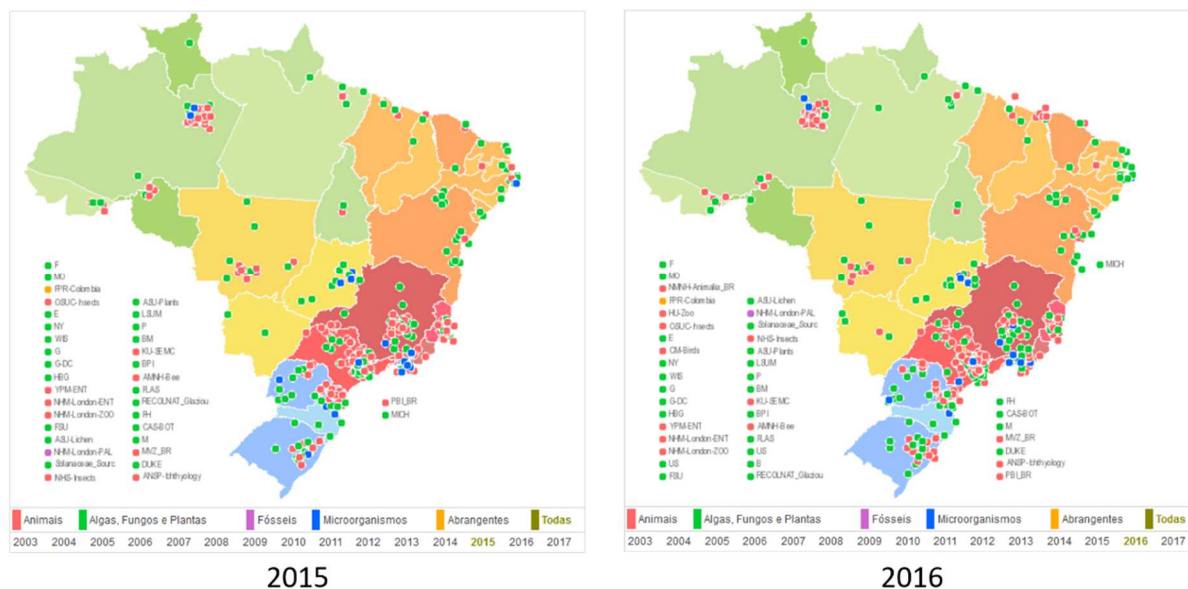 F
MO
FPR-Colombia
OSUC-Insects
E
NY
WIS
G
G-DC
HBG
YPM-ENT
NHM-London-ENT
NHM-London-ZOO
FSU
ASU-Lichen
NHM-London-PAL
Solanaceae_Sourc
NHS-Insects
ASU-Plants
LSUM
P
BM
KU-SEMC
BPI
AMNH-Bee
FLAS
RECOLNAT_Glaziou
FH
CAS-BOT
M
MVZ_BR
DUKE
ANSP-Ichthyology
PBI_BR
MICH
Animais Algas, Fungos e Plantas Fósseis Microorganismos Abrangentes Todas
2003 2004 2005 2006 2007 2008 2009 2010 2011 2012 2013 2014 2015 2016 2017
2015
MICH
F
MO
NMNH-Animalia_BR
FPR-Colombia
HU-Zoo
OSUC-Insects
E
CM-Birds
NY
WIS
G
G-DC
HBG
YPM-ENT
NHM-London-ENT
NHM-London-ZOO
US
FSU
ASU-Lichen
NHM-London-PAL
Solanaceae_Sourc
NHS-Insects
ASU-Plants
LSUM
P
BM
KU-SEMC
BPI
AMNH-Bee
FLAS
US
B
RECOLNAT_Glaziou
FH
CAS-BOT
M
MVZ_BR
DUKE
ANSP-Ichthyology
PBI_BR
Animais Algas, Fungos e Plantas Fósseis Microorganismos Abrangentes Todas
2003 2004 2005 2006 2007 2008 2009 2010 2011 2012 2013 2014 2015 2016 2017
2016